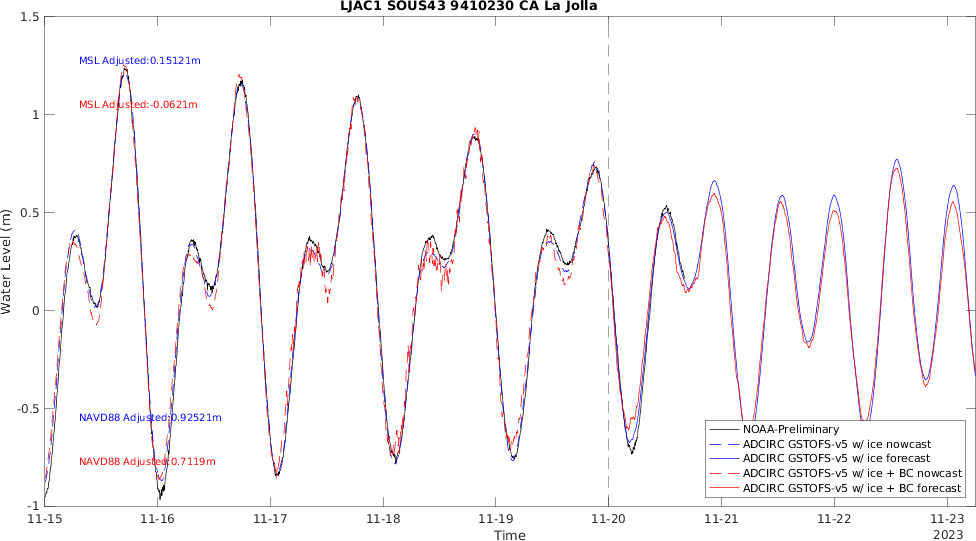 LJAC1 SOUS43 9410230 CA La Jolla
1.5
1
0.5
0
-0.5
-1
Water Level (m)
MSL Adjusted:0.15121m
MSL Adjusted:-0.0621m
NAVD88 Adjusted:0.92521m
NAVD88 Adjusted:0.7119m
NOAA-Preliminary
ADCIRC GSTOFS-v5 w/ ice nowcast
ADCIRC GSTOFS-v5 w/ ice forecast
ADCIRC GSTOFS-v5 w/ ice + BC nowcast
ADCIRC GSTOFS-v5 w/ ice + BC forecast
11-15 11-16 11-17 11-18 11-19 11-20 11-21 11-22 11-23
2023
Time